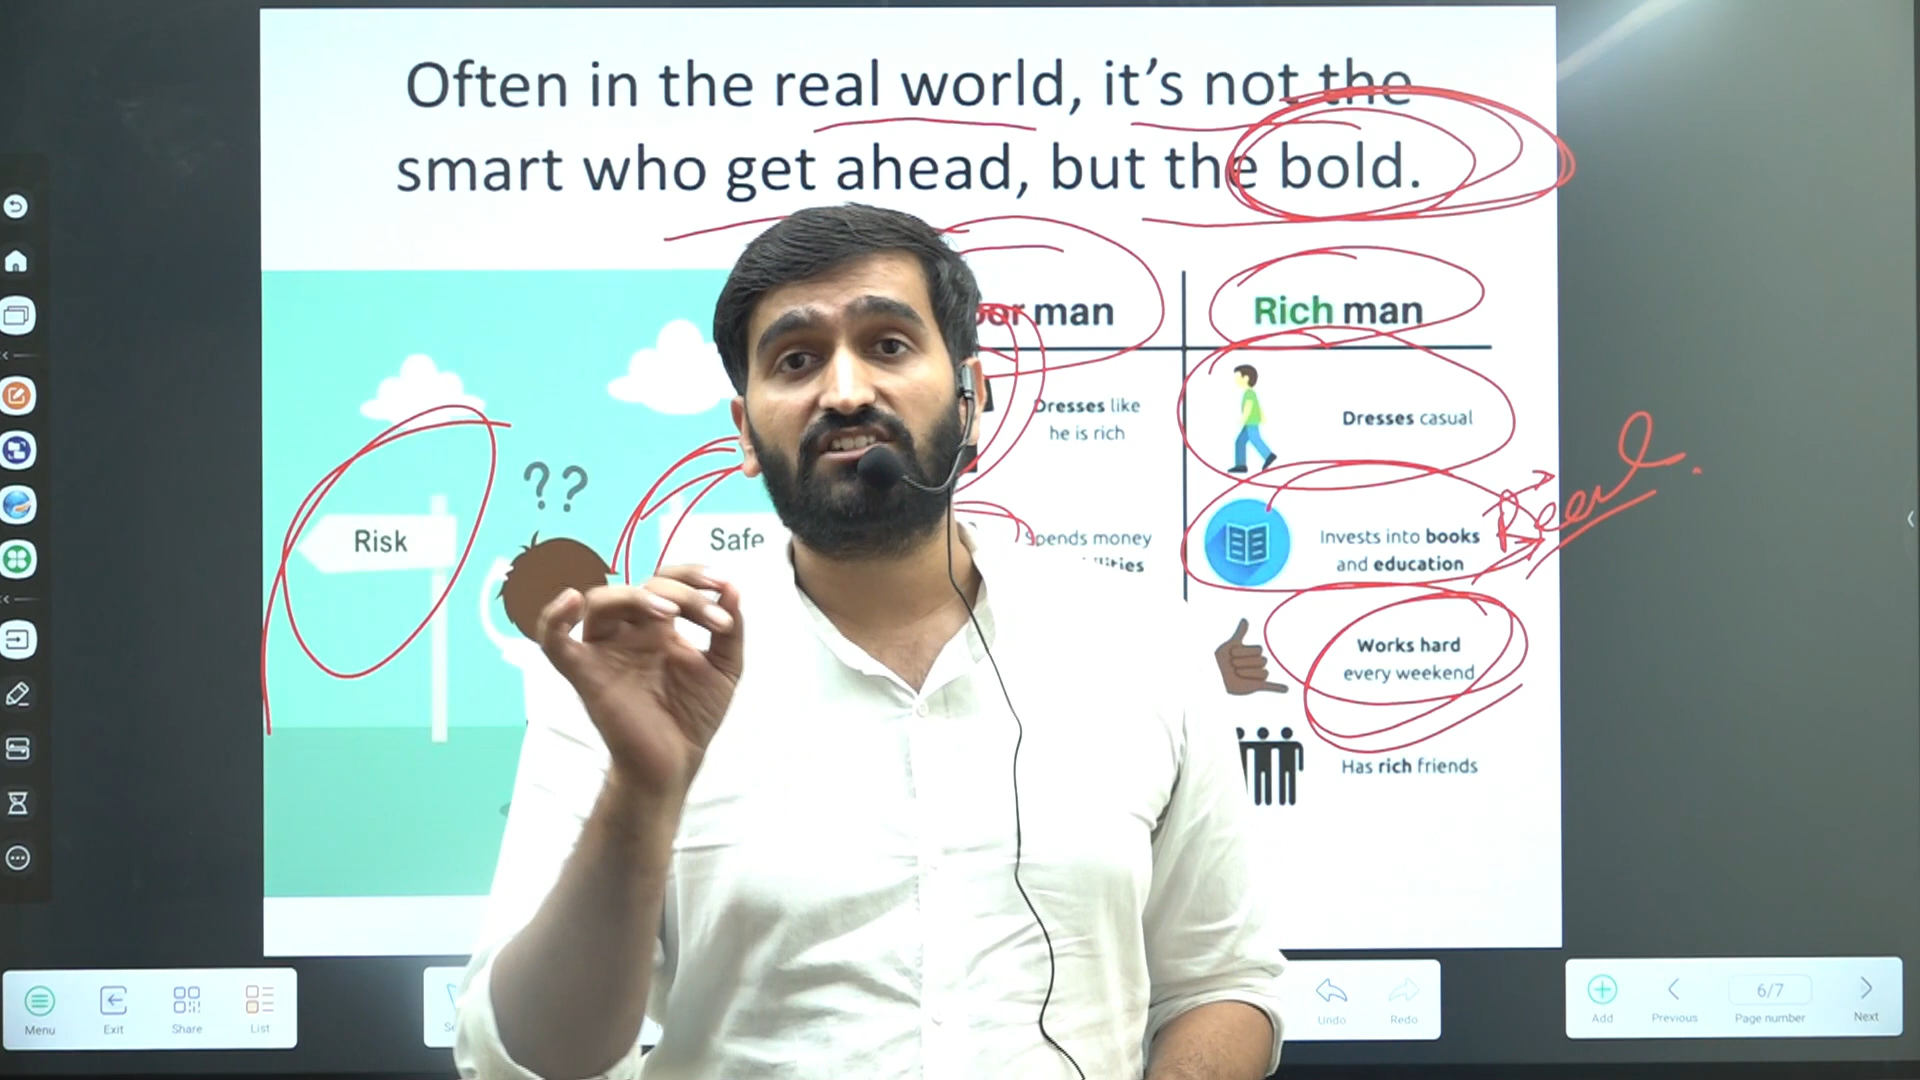 Often in the real world, it's not the
smart who get ahead, but the bold.
man
Rich man
Dresses like
he is rich
Dresses casual
??
Risk
Safe
Spends money
Invests into books
and education
Works hard
every weekend
Has rich friends
Menu
Exit
Share
List
Undo
Redo
Add
Previous
6/7
Page number
Next